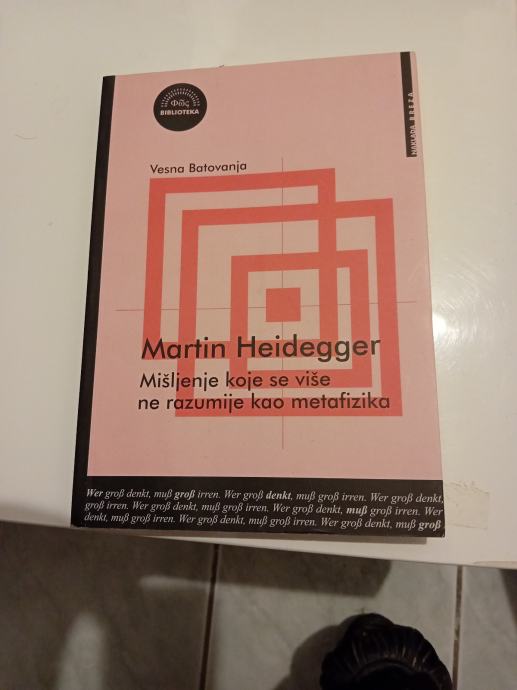 Φῶς
BIBLIOTEKA
NAKLADA BREZA
Vesna Batovanja
Martin Heidegger
Mišljenje koje se više
ne razumije kao metafizika
Wer groß denkt, muß groß irren. Wer groß denkt, muß groß irren. Wer groß denkt,
groß irren. Wer groß denkt, muß groß irren. Wer groß denkt, muß groß irren. Wer
denkt, muß groß irren. Wer groß denkt, muß groß irren. Wer groß denkt, muß groß